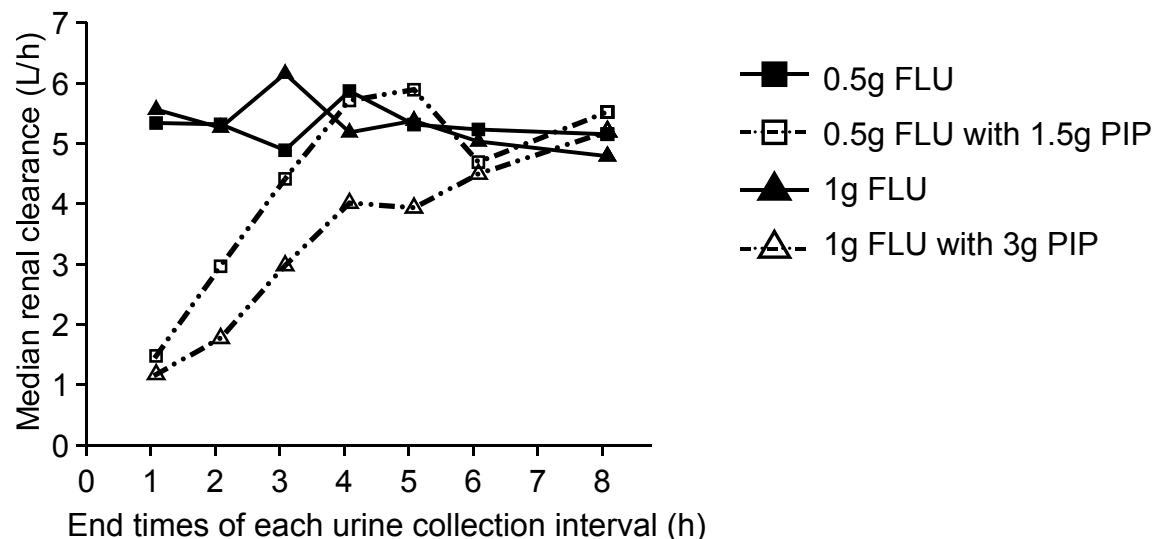 Median renal clearance (L/h)
7
6
5
4
3
2
1
0
0 1 2 3 4 5 6 7 8
End times of each urine collection interval (h)
0.5g FLU
0.5g FLU with 1.5g PIP
1g FLU
1g FLU with 3g PIP